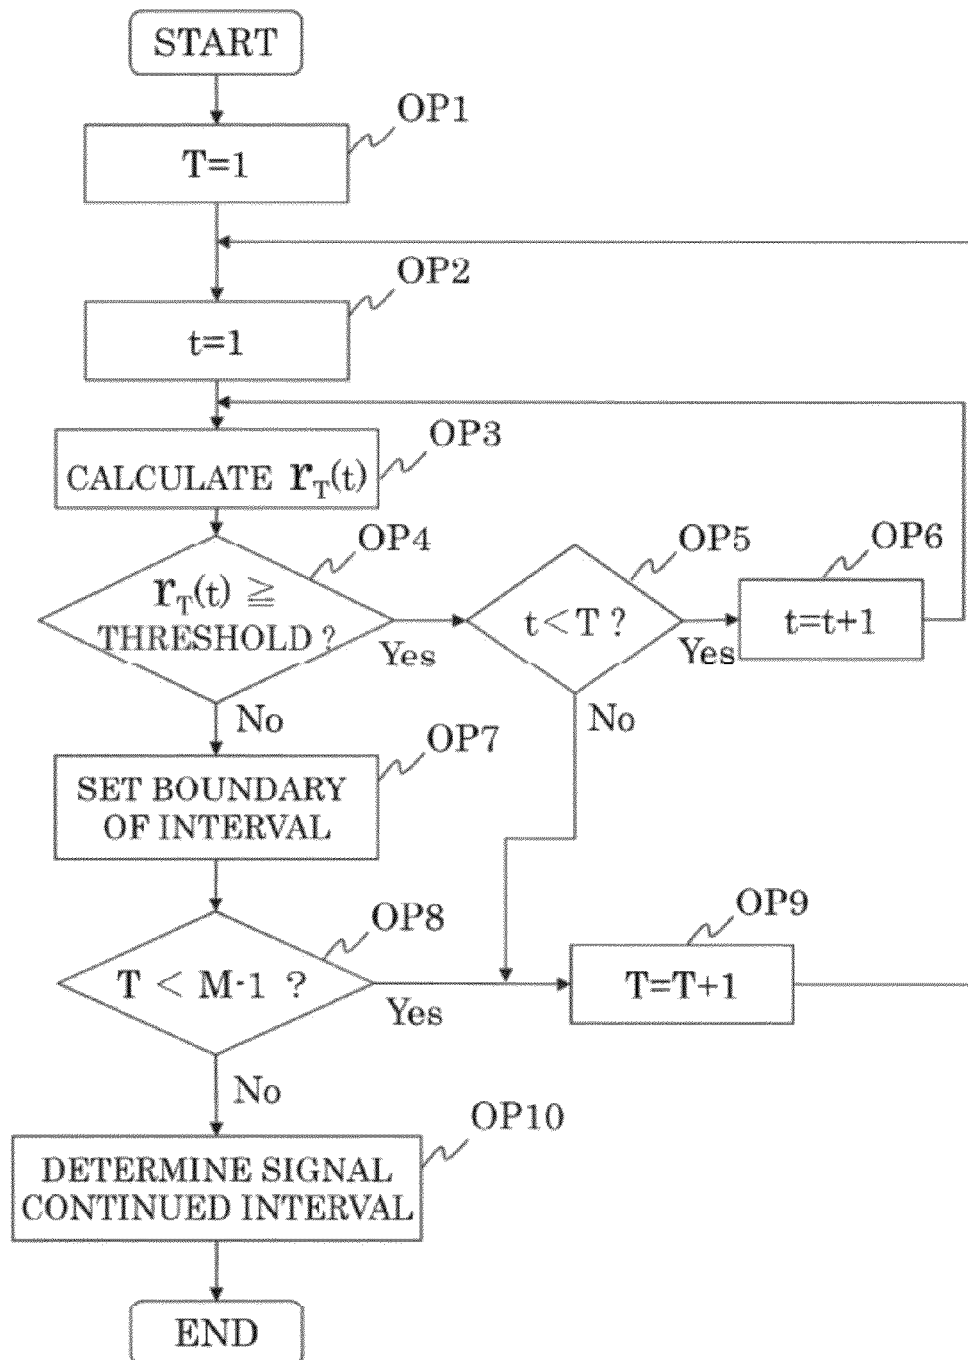 START
OP1
T=1
OP2
t=1
OP3
CALCULATE r_T(t)
OP4
r_T(t) ≧
THRESHOLD ?
Yes
OP5
t<T ?
Yes
OP6
t=t+1
No
No
OP7
SET BOUNDARY
OF INTERVAL
OP8
T < M-1 ?
Yes
OP9
T=T+1
No
OP10
DETERMINE SIGNAL
CONTINUED INTERVAL
END